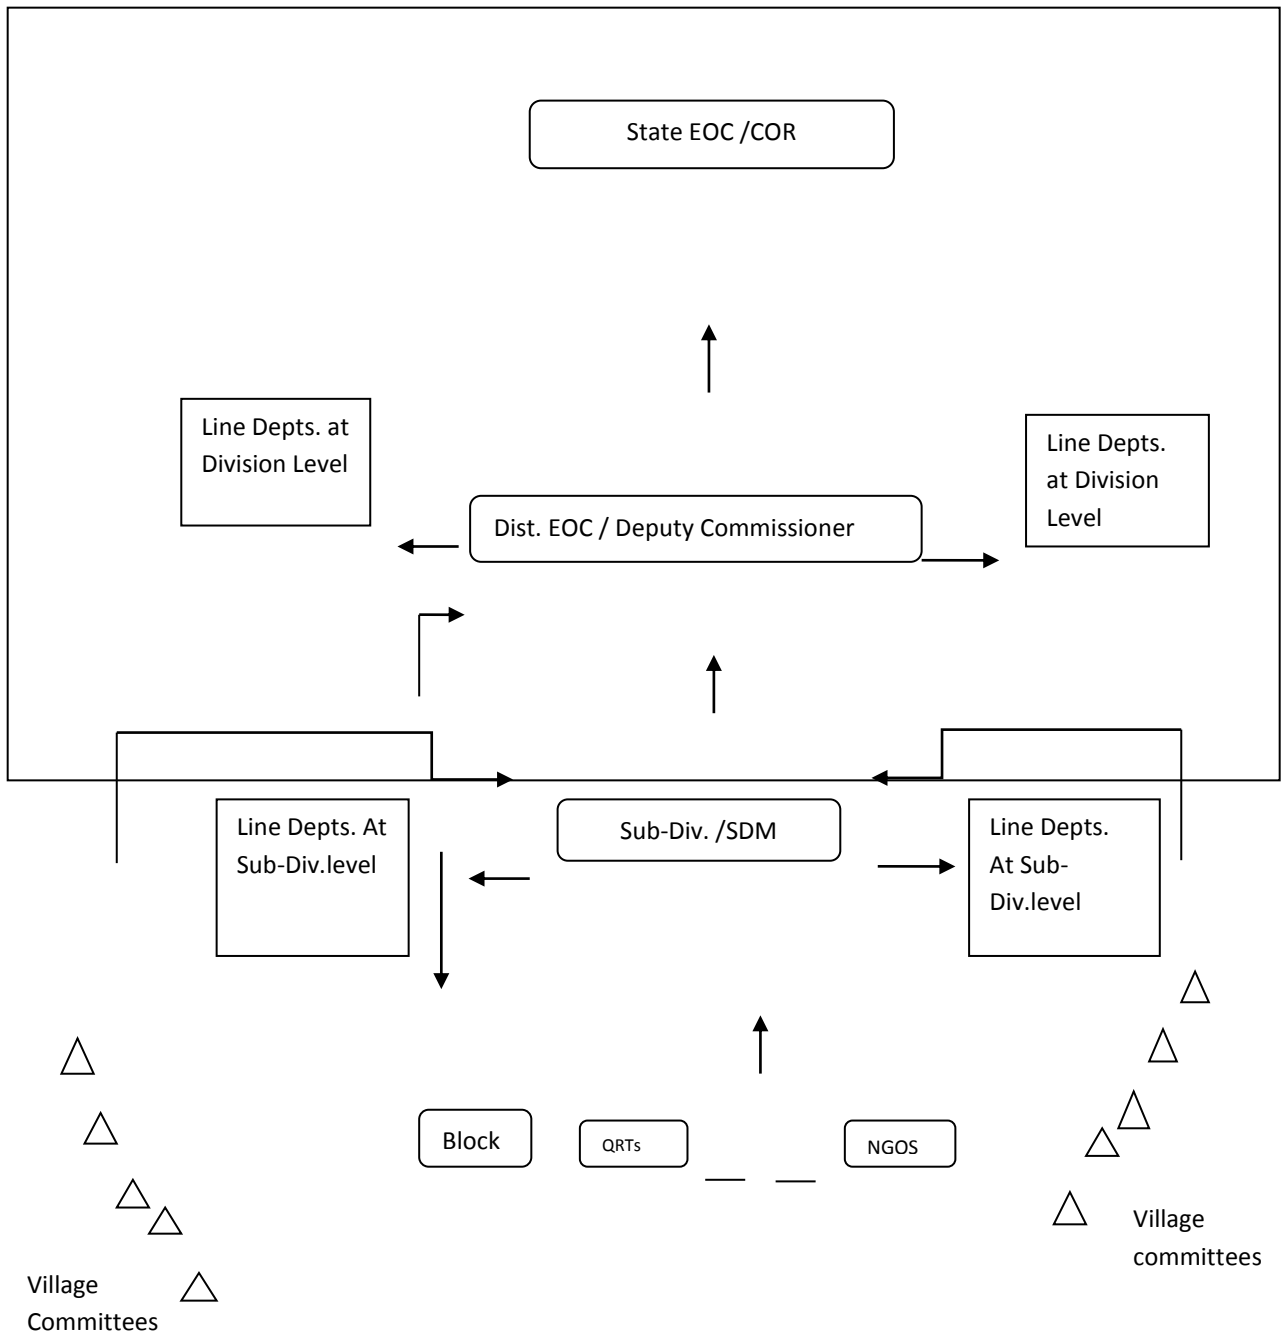 State EOC /COR
Line Depts. at
Division Level
Line Depts.
at Division
Level
Dist. EOC / Deputy Commissioner
Line Depts. At
Sub-Div.level
Sub-Div. /SDM
Line Depts.
At Sub-
Div.level
Block
QRTs
NGOS
Village
committees
Village
Committees